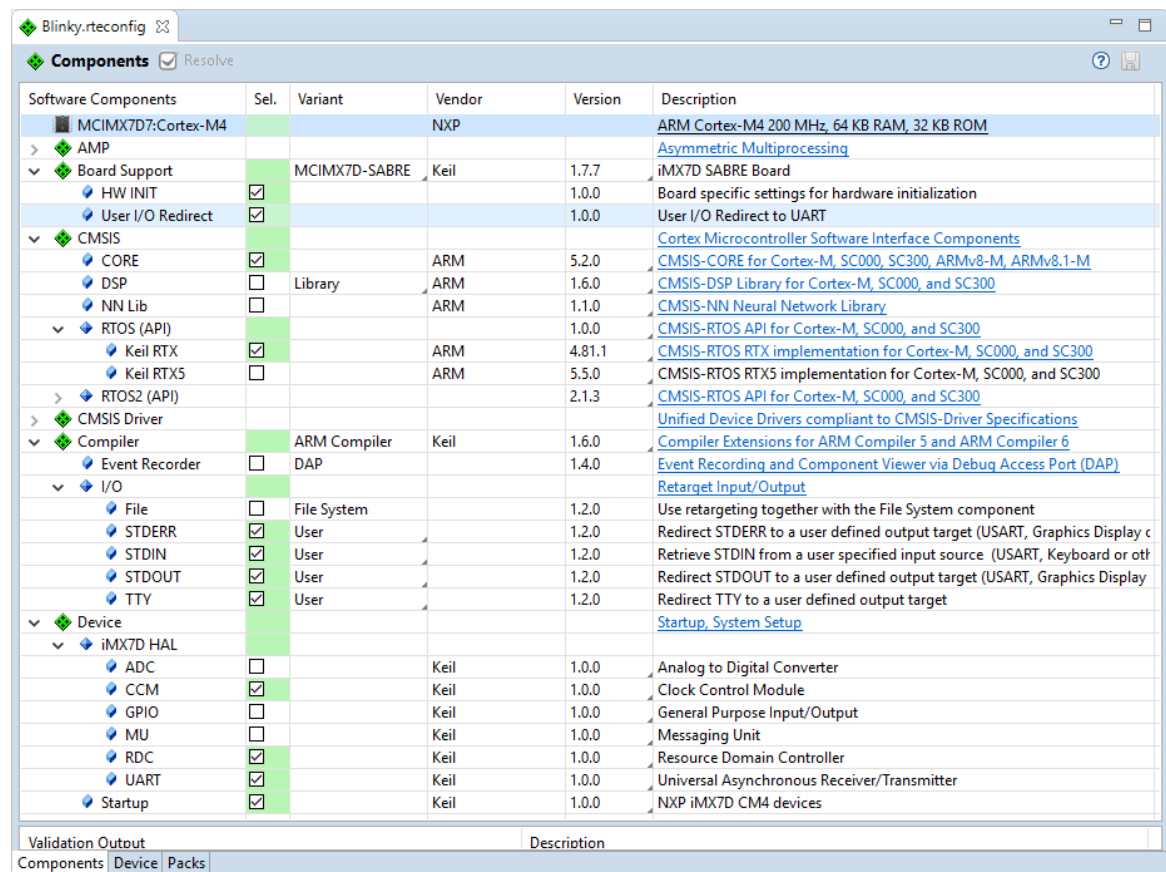 Blinky.rteconfig
Components Resolve
Software Components Sel. Variant Vendor Version Description
MCIMX7D7:Cortex-M4 NXP ARM Cortex-M4 200 MHz, 64 KB RAM, 32 KB ROM
AMP Asymmetric Multiprocessing
Board Support MCIMX7D-SABRE Keil 1.7.7 iMX7D SABRE Board
HW INIT 1.0.0 Board specific settings for hardware initialization
User I/O Redirect 1.0.0 User I/O Redirect to UART
CMSIS Cortex Microcontroller Software Interface Components
CORE ARM 5.2.0 CMSIS-CORE for Cortex-M, SC000, SC300, ARMv8-M, ARMv8.1-M
DSP Library ARM 1.6.0 CMSIS-DSP Library for Cortex-M, SC000, and SC300
NN Lib ARM 1.1.0 CMSIS-NN Neural Network Library
RTOS (API) 1.0.0 CMSIS-RTOS API for Cortex-M, SC000, and SC300
Keil RTX ARM 4.81.1 CMSIS-RTOS RTX implementation for Cortex-M, SC000, and SC300
Keil RTX5 ARM 5.5.0 CMSIS-RTOS RTX5 implementation for Cortex-M, SC000, and SC300
RTOS2 (API) 2.1.3 CMSIS-RTOS API for Cortex-M, SC000, and SC300
CMSIS Driver Unified Device Drivers compliant to CMSIS-Driver Specifications
Compiler ARM Compiler Keil 1.6.0 Compiler Extensions for ARM Compiler 5 and ARM Compiler 6
Event Recorder DAP 1.4.0 Event Recording and Component Viewer via Debug Access Port (DAP)
I/O Retarget Input/Output
File File System 1.2.0 Use retargeting together with the File System component
STDERR User 1.2.0 Redirect STDERR to a user defined output target (USART, Graphics Display
STDIN User 1.2.0 Retrieve STDIN from a user specified input source (USART, Keyboard or
STDOUT User 1.2.0 Redirect STDOUT to a user defined output target (USART, Graphics Display
TTY User 1.2.0 Redirect TTY to a user defined output target
Device Startup, System Setup
iMX7D HAL
ADC Keil 1.0.0 Analog to Digital Converter
CCM Keil 1.0.0 Clock Control Module
GPIO Keil 1.0.0 General Purpose Input/Output
MU Keil 1.0.0 Messaging Unit
RDC Keil 1.0.0 Resource Domain Controller
UART Keil 1.0.0 Universal Asynchronous Receiver/Transmitter
Startup Keil 1.0.0 NXP iMX7D CM4 devices
Validation Output Description
Components Device Packs